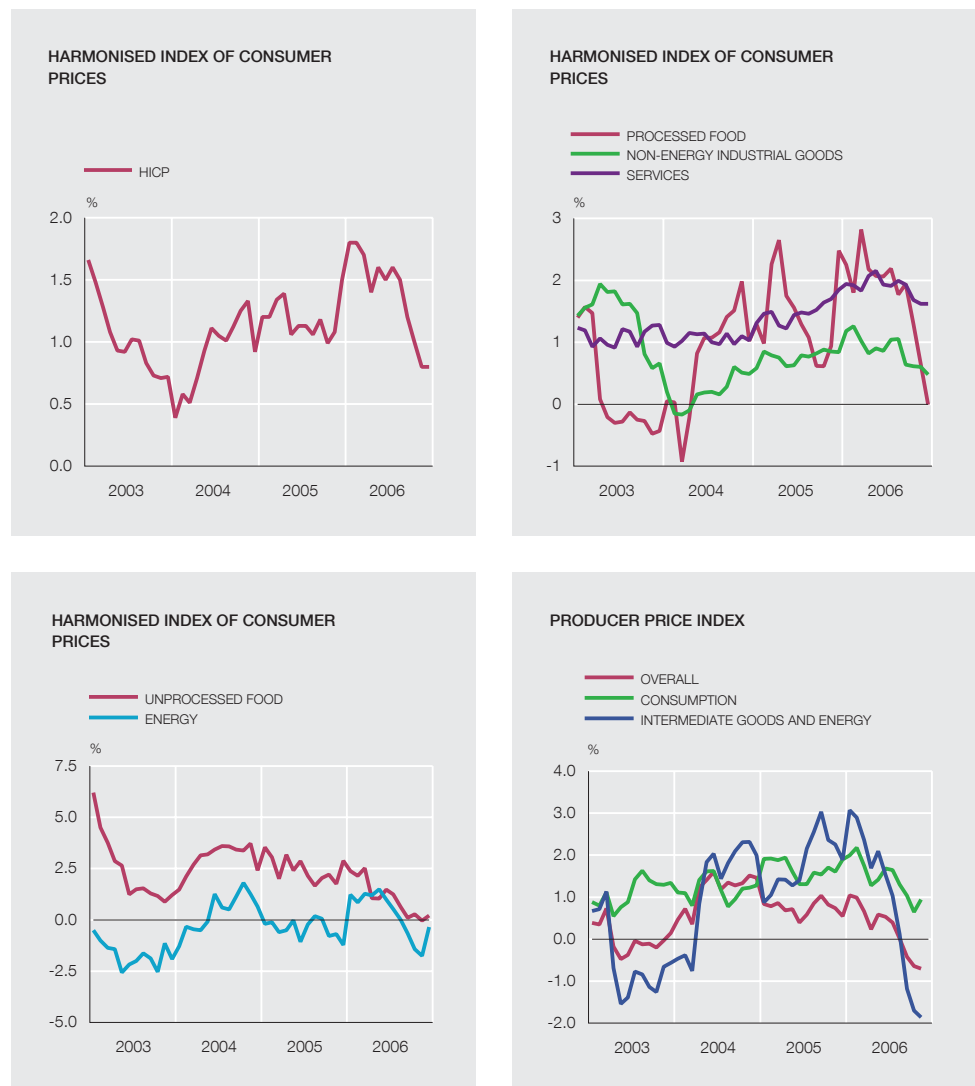 HARMONISED INDEX OF CONSUMER
PRICES
HICP
%
2.0
1.5
1.0
0.5
0.0
2003 2004 2005 2006
HARMONISED INDEX OF CONSUMER
PRICES
PROCESSED FOOD
NON-ENERGY INDUSTRIAL GOODS
SERVICES
%
3
2
1
0
-1
2003 2004 2005 2006
HARMONISED INDEX OF CONSUMER
PRICES
UNPROCESSED FOOD
ENERGY
%
7.5
5.0
2.5
0.0
-2.5
-5.0
2003 2004 2005 2006
PRODUCER PRICE INDEX
OVERALL
CONSUMPTION
INTERMEDIATE GOODS AND ENERGY
%
4.0
3.0
2.0
1.0
0.0
-1.0
-2.0
2003 2004 2005 2006